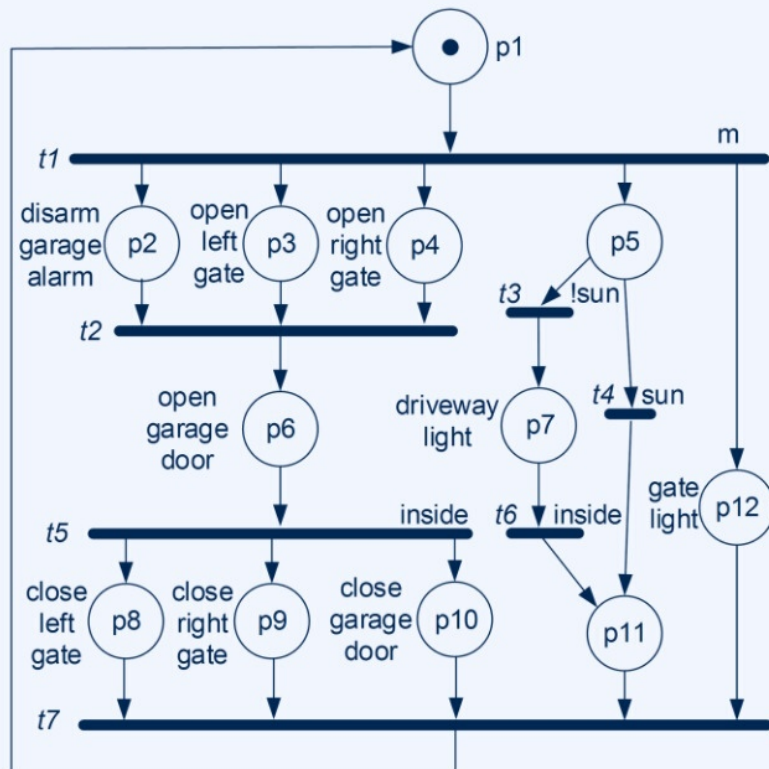 p1
m
t1
disarm
garage
alarm
p2
open
left
gate
p3
open
right
gate
p4
p5
t3
!sun
t2
t4
sun
open
garage
door
p6
driveway
light
p7
gate
light
p12
t5
inside
t6
inside
close
left
gate
p8
close
right
gate
p9
close
garage
door
p10
p11
t7